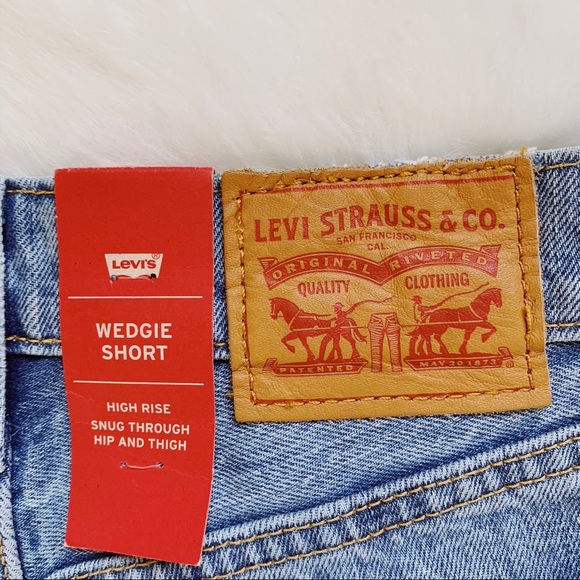 LEVI'S®
WEDGIE
SHORT
HIGH RISE
SNUG THROUGH
HIP AND THIGH
LEVI STRAUSS & CO.
SAN FRANCISCO
CAL.
ORIGINAL RIVETED
QUALITY CLOTHING
PATENTED MAY 20 1873 ®